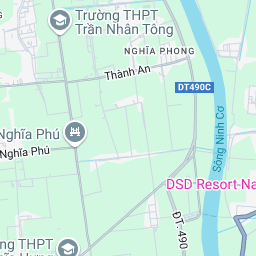 Trường THPT
Trần Nhân Tông
NGHĨA PHONG
Thành An
DT490C
Sông Ninh Cơ
Nghĩa Phú
Nghĩa Phú
DSD Resort-Na
ĐT. 490
g THPT
Hưng